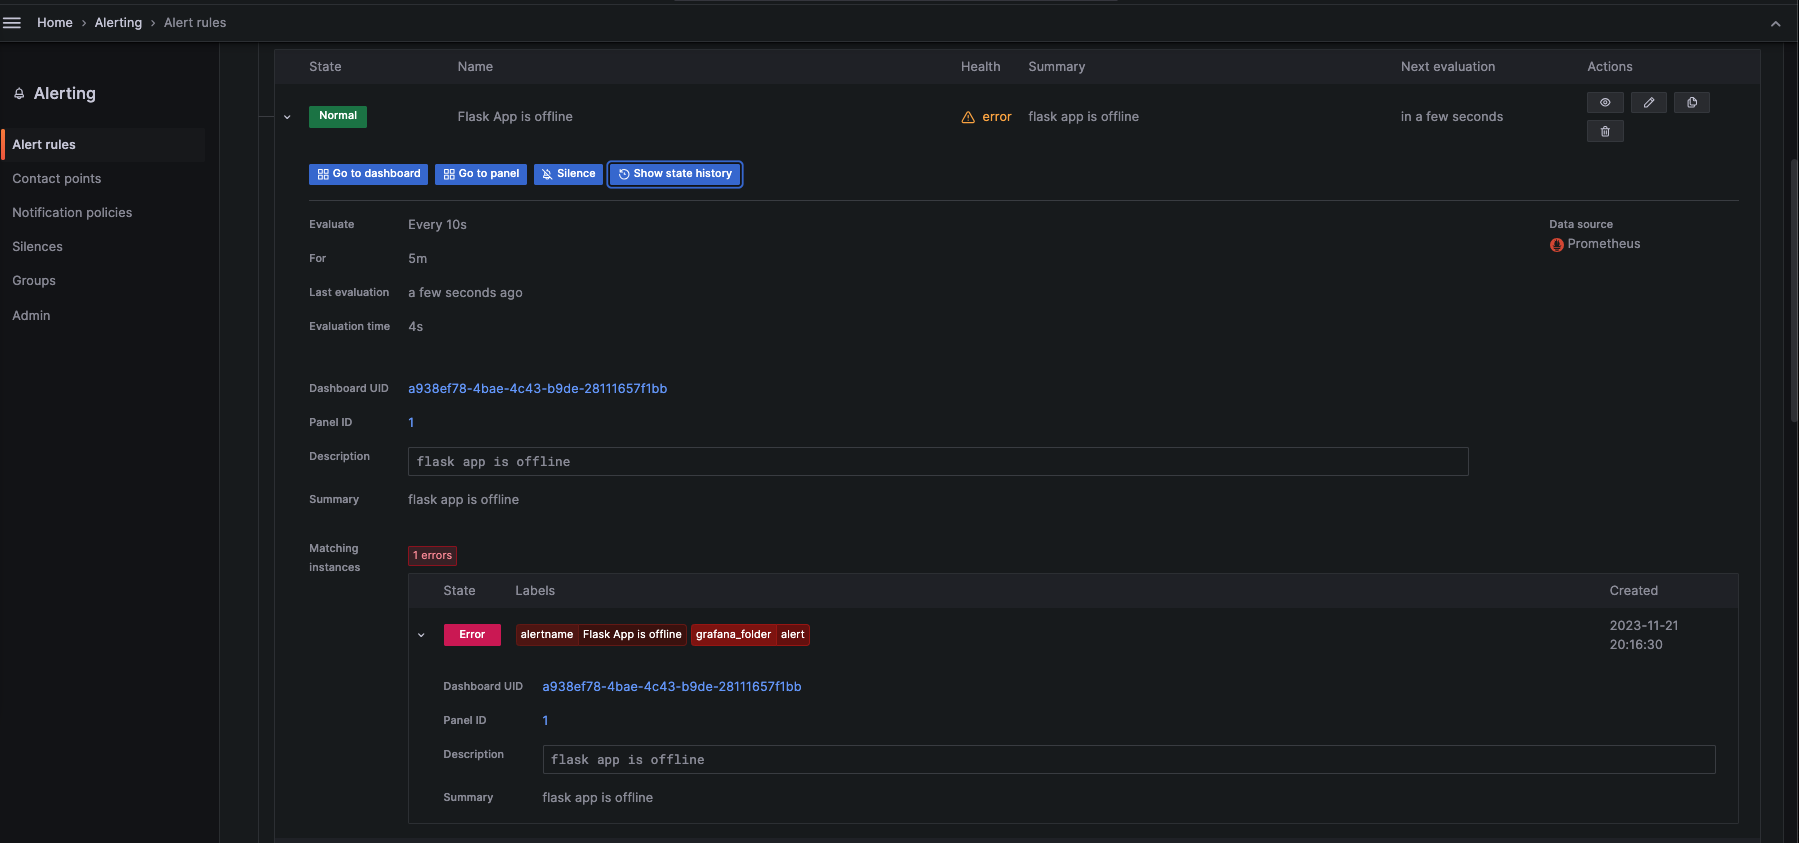 Home › Alerting › Alert rules
Alerting
Alert rules
Contact points
Notification policies
Silences
Groups
Admin
State Name Health Summary Next evaluation Actions
Normal Flask App is offline error flask app is offline in a few seconds
Go to dashboard Go to panel Silence Show state history
Evaluate Every 10s
For 5m
Last evaluation a few seconds ago
Evaluation time 4s
Data source
Prometheus
Dashboard UID a938ef78-4bae-4c43-b9de-28111657f1bb
Panel ID 1
Description flask app is offline
Summary flask app is offline
Matching
instances
1 errors
State Labels Created
Error alertname Flask App is offline grafana_folder alert 2023-11-21
20:16:30
Dashboard UID a938ef78-4bae-4c43-b9de-28111657f1bb
Panel ID 1
Description flask app is offline
Summary flask app is offline